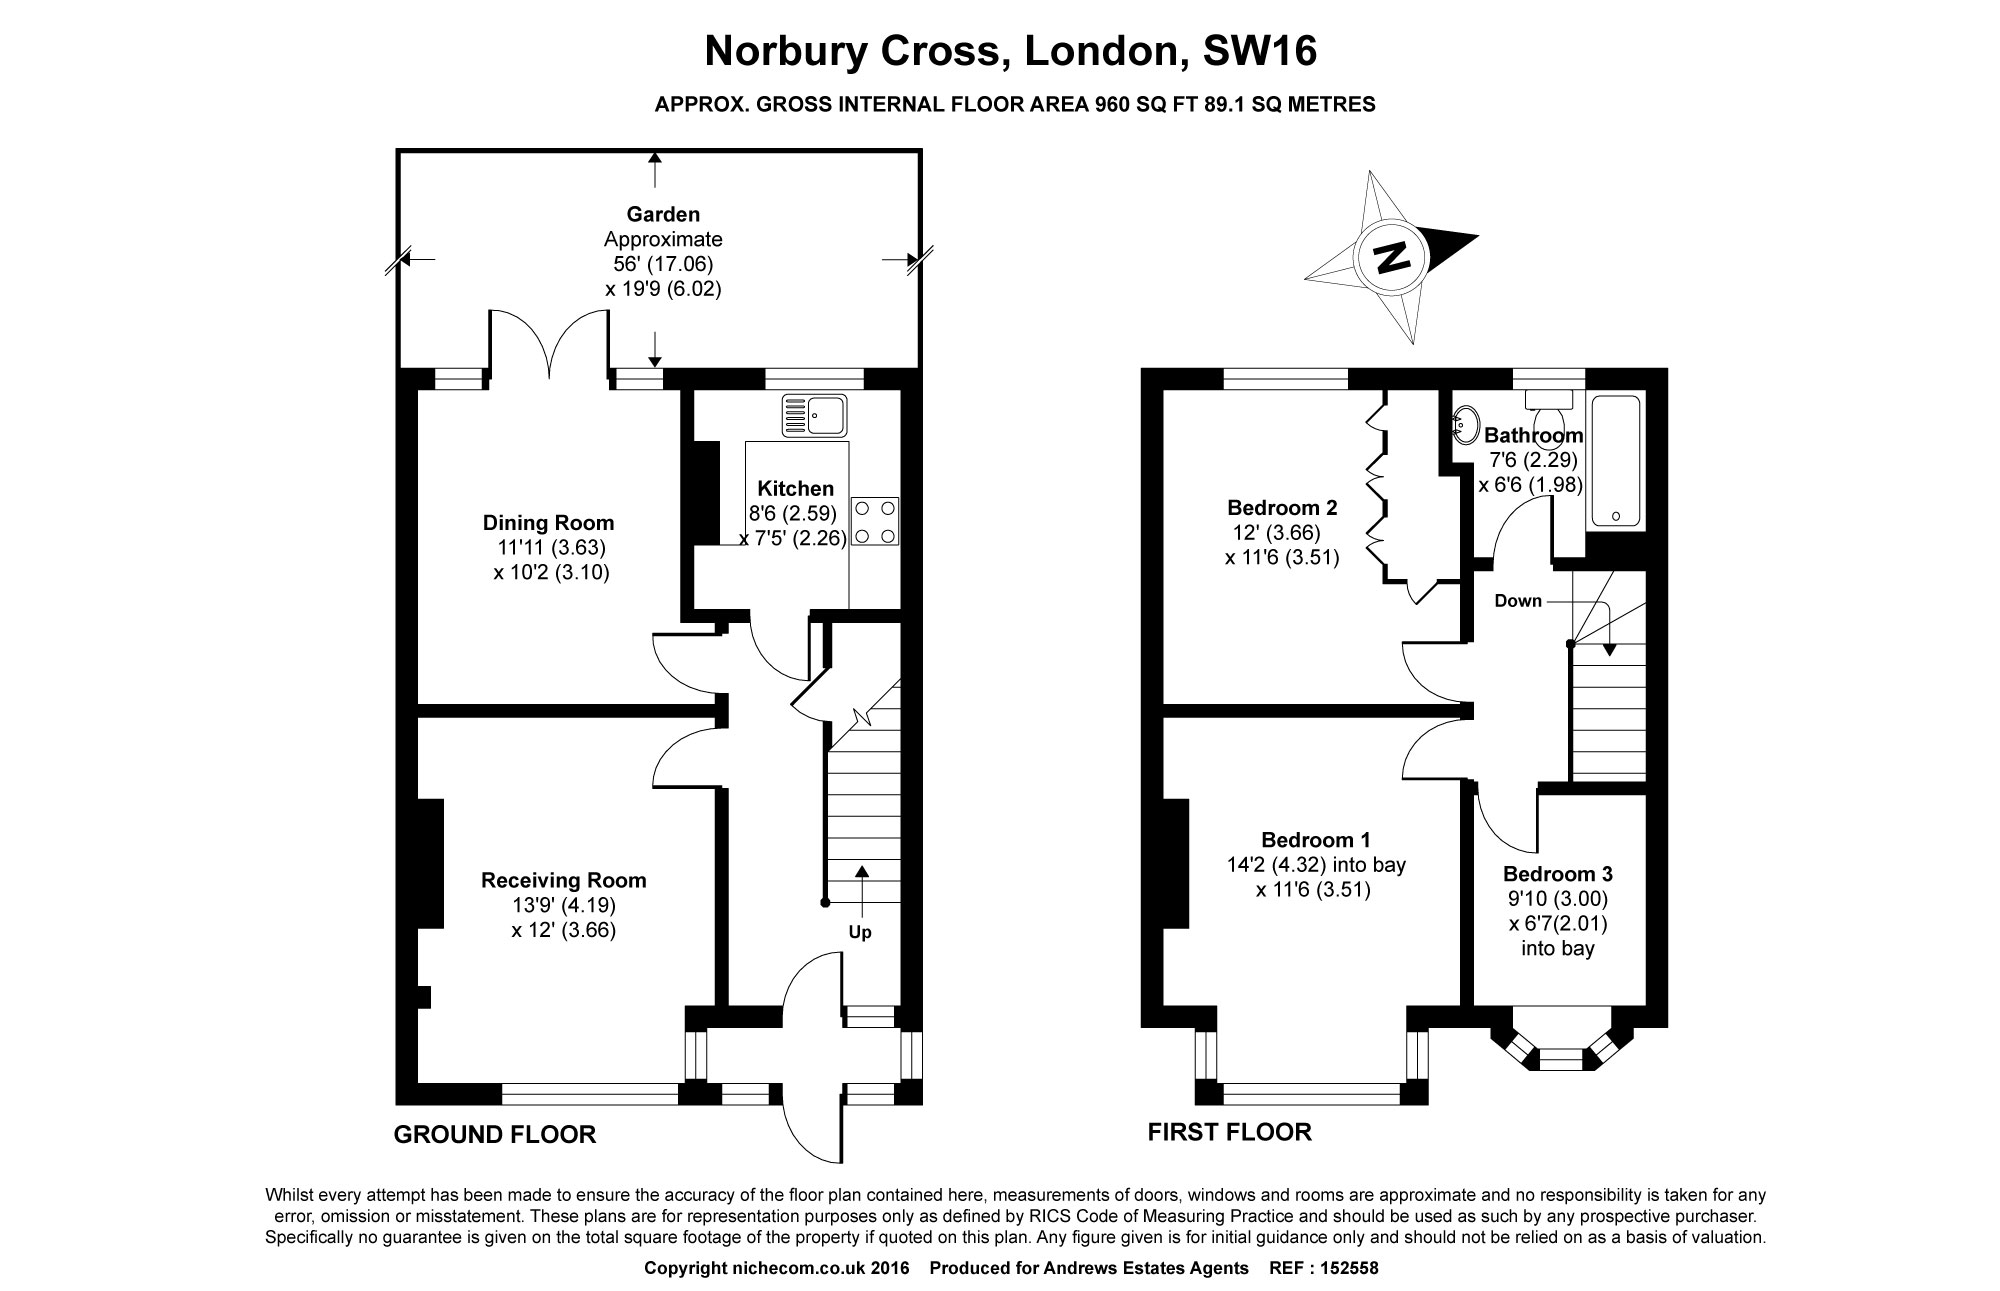 Norbury Cross, London, SW16
APPROX. GROSS INTERNAL FLOOR AREA 960 SQ FT 89.1 SQ METRES
Garden
Approximate
56' (17.06)
x 19'9 (6.02)
N
Kitchen
8'6 (2.59)
x 7'5' (2.26)
Dining Room
11'11 (3.63)
x 10'2 (3.10)
Receiving Room
13'9' (4.19)
x 12' (3.66)
Up
GROUND FLOOR
Bathroom
7'6 (2.29)
x 6'6 (1.98)
Bedroom 2
12' (3.66)
x 11'6 (3.51)
Down
Bedroom 1
14'2 (4.32) into bay
x 11'6 (3.51)
Bedroom 3
9'10 (3.00)
x 6'7(2.01)
into bay
FIRST FLOOR
Whilst every attempt has been made to ensure the accuracy of the floor plan contained here, measurements of doors, windows and rooms are approximate and no responsibility is taken for any
error, omission or misstatement. These plans are for representation purposes only as defined by RICS Code of Measuring Practice and should be used as such by any prospective purchaser.
Specifically no guarantee is given on the total square footage of the property if quoted on this plan. Any figure given is for initial guidance only and should not be relied on as a basis of valuation.
Copyright nichecom.co.uk 2016 Produced for Andrews Estates Agents REF : 152558